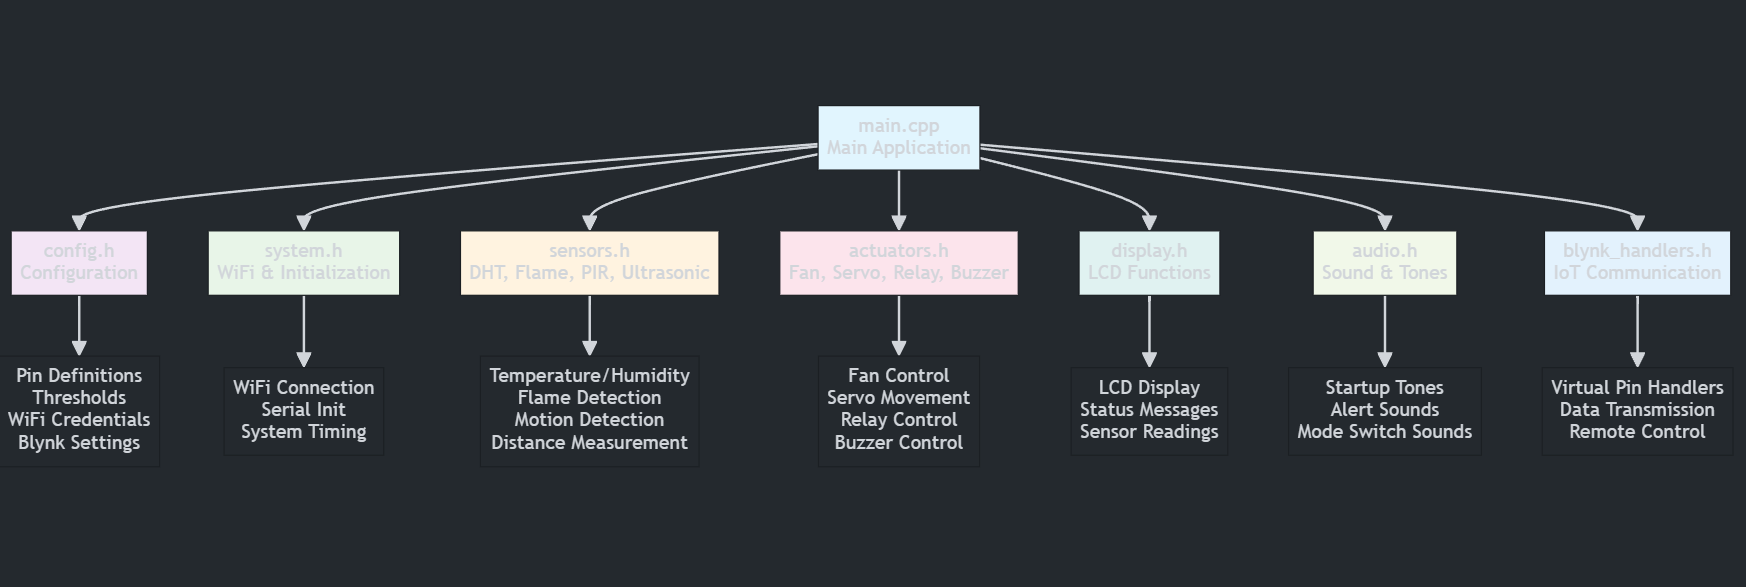 main.cpp
Main Application
config.h
Configuration
system.h
WiFi & Initialization
sensors.h
DHT, Flame, PIR, Ultrasonic
actuators.h
Fan, Servo, Relay, Buzzer
display.h
LCD Functions
audio.h
Sound & Tones
blynk_handlers.h
IoT Communication
Pin Definitions
Thresholds
WiFi Credentials
Blynk Settings
WiFi Connection
Serial Init
System Timing
Temperature/Humidity
Flame Detection
Motion Detection
Distance Measurement
Fan Control
Servo Movement
Relay Control
Buzzer Control
LCD Display
Status Messages
Sensor Readings
Startup Tones
Alert Sounds
Mode Switch Sounds
Virtual Pin Handlers
Data Transmission
Remote Control